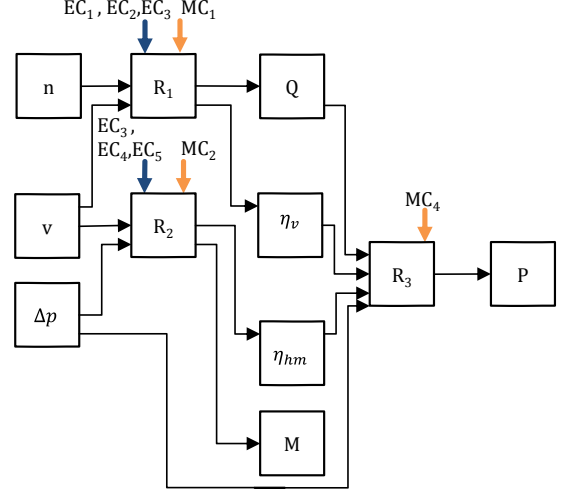 EC₁ , EC₂,EC₃ MC₁
n
R₁
Q
EC₃ ,
EC₄,EC₅ MC₂
MC₄
v
R₂
η𝑣
R₃
P
Δp
ηₕₘ
M